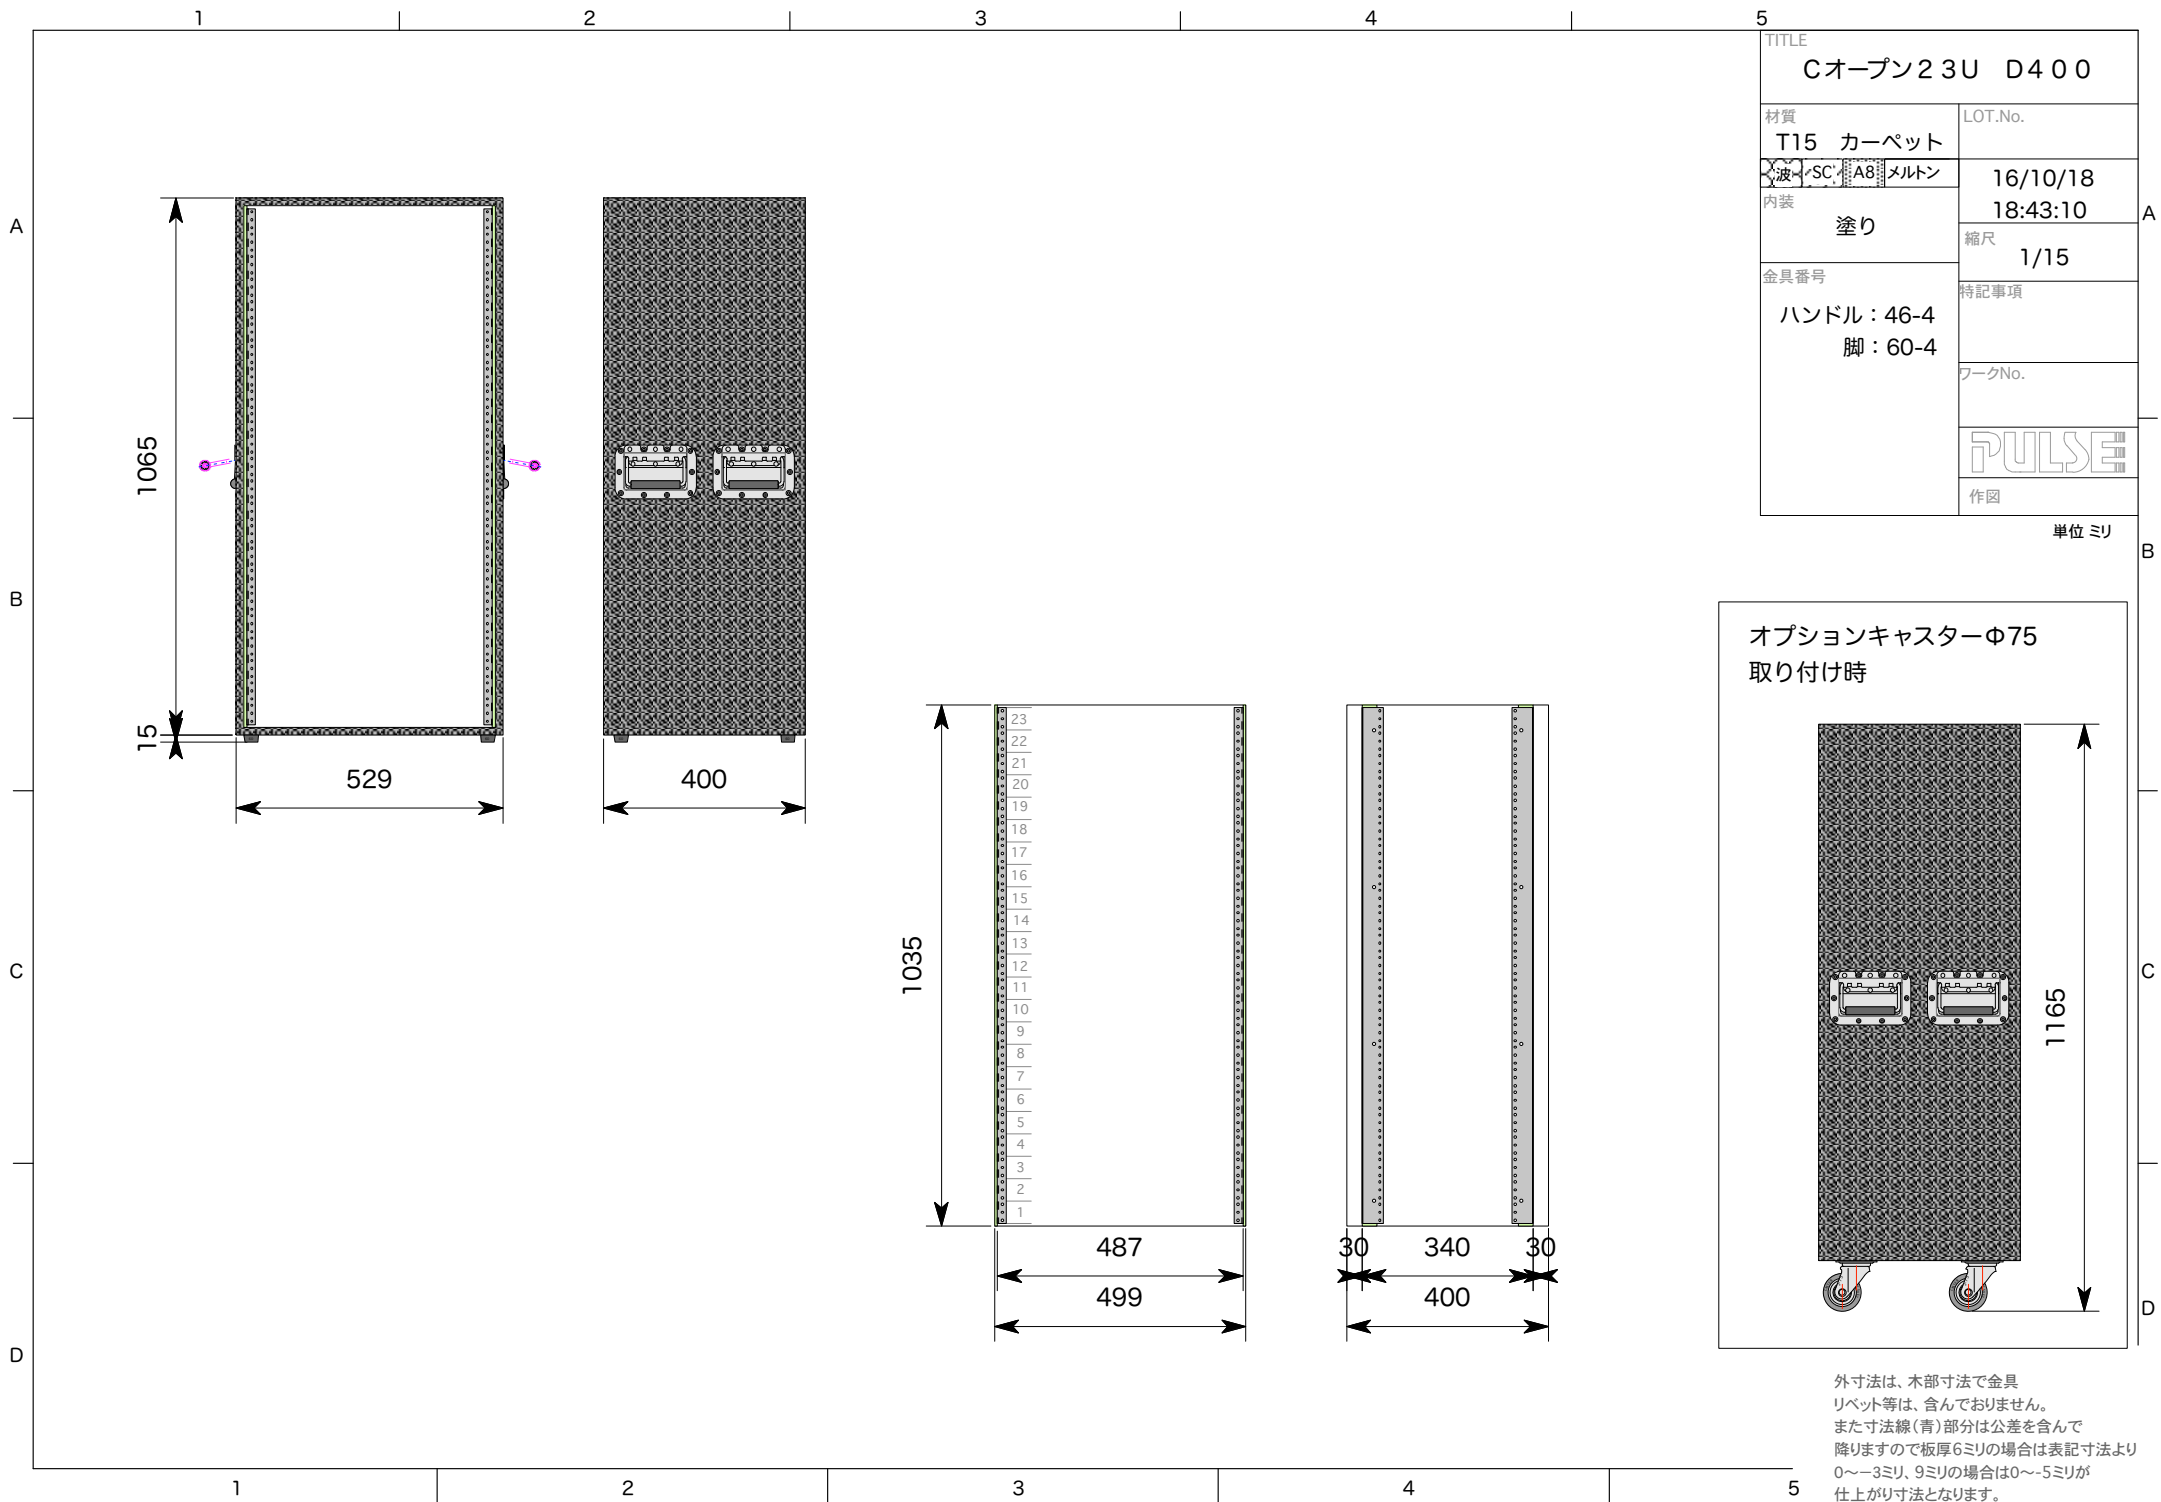 1 2 3 4 5
TITLE
Cオープン２３U　D４００
材質
T15　カーペット
波 SC A8 メルトン
LOT.No.
16/10/18
18:43:10
内装
塗り
縮尺
1/15
金具番号
ハンドル：46-4
脚：60-4
特記事項
ワークNo.
PULSE
作図
単位 ミリ
A
B
C
D
A
B
C
D
1065
15
529
400
1035
23
22
21
20
19
18
17
16
15
14
13
12
11
10
9
8
7
6
5
4
3
2
1
487
499
30 340 30
400
オプションキャスターΦ75
取り付け時
1165
外寸法は、木部寸法で金具
リベット等は、含んでおりません。
また寸法線（青）部分は公差を含んで
降りますので板厚6ミリの場合は表記寸法より
0〜−3ミリ、9ミリの場合は0〜-5ミリが
仕上がり寸法となります。
1 2 3 4 5